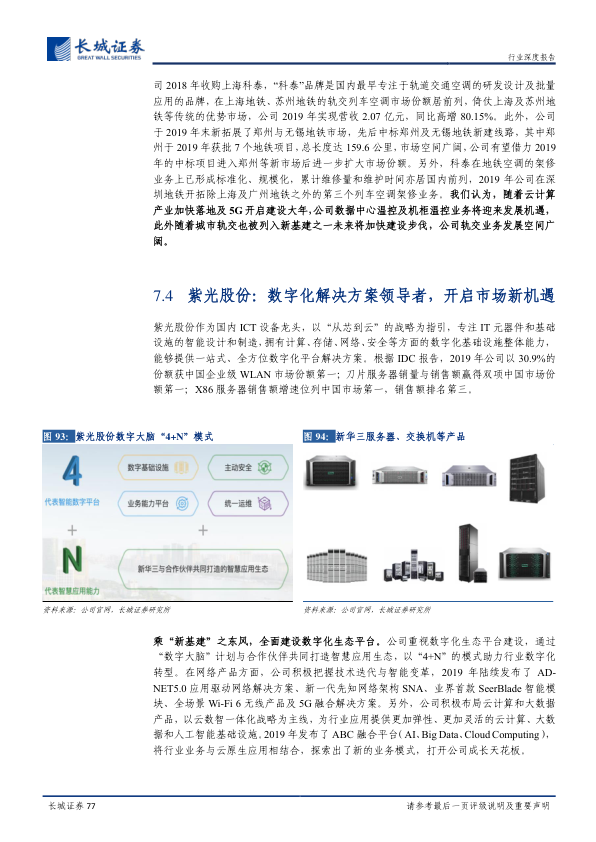 长城证券
GREAT WALL SECURITIES
行业深度报告
司 2018 年收购上海科泰，“科泰”品牌是国内最早专注于轨道交通空调的研发设计及批量
应用的品牌，在上海地铁、苏州地铁的轨交列车空调市场份额居前列，倚仗上海及苏州地
铁等传统的优势市场，公司 2019 年实现营收 2.07 亿元，同比高增 80.15%。此外，公司
于 2019 年末新拓展了郑州与无锡地铁市场，先后中标郑州及无锡地铁新建线路，其中郑
州于 2019 年获批 7 个地铁项目，总长度达 159.6 公里，市场空间广阔，公司有望借力 2019
年的中标项目进入郑州等新市场后进一步扩大市场份额。另外，科泰在地铁空调的架修
业务上已形成标准化、规模化，累计维修量和维护时间亦居国内前列，2019 年公司在深
圳地铁开拓除上海及广州地铁之外的第三个列车空调架修业务。我们认为，随着云计算
产业加快落地及 5G 开启建设大年，公司数据中心温控及机柜温控业务将迎来发展机遇，
此外随着城市轨交也被列入新基建之一未来将加快建设步伐，公司轨交业务发展空间广
阔。
7.4 紫光股份：数字化解决方案领导者，开启市场新机遇
紫光股份作为国内 ICT 设备龙头，以“从芯到云”的战略为指引，专注 IT 元器件和基础
设施的智能设计和制造，拥有计算、存储、网络、安全等方面的数字化基础设施整体能力，
能够提供一站式、全方位数字化平台解决方案。根据 IDC 报告，2019 年公司以 30.9%的
份额获中国企业级 WLAN 市场份额第一；刀片服务器销量与销售额赢得双项中国市场份
额第一；X86 服务器销售额增速位列中国市场第一，销售额排名第三。
图 93：紫光股份数字大脑“4+N”模式
图 94：新华三服务器、交换机等产品
4
代表智能数字平台
数字基础设施
主动安全
业务能力平台
统一运维
+
+
N
代表智慧应用能力
新华三与合作伙伴共同打造的智慧应用生态
资料来源：公司官网，长城证券研究所
资料来源：公司官网，长城证券研究所
乘“新基建”之东风，全面建设数字化生态平台。公司重视数字化生态平台建设，通过
“数字大脑”计划与合作伙伴共同打造智慧应用生态，以“4+N”的模式助力行业数字化
转型。在网络产品方面，公司积极把握技术迭代与智能变革，2019 年陆续发布了 AD-
NET5.0 应用驱动网络解决方案、新一代先知网络架构 SNA、业界首款 SeerBlade 智能模
块、全场景 Wi-Fi 6 无线产品及 5G 融合解决方案。另外，公司积极布局云计算和大数据
产品，以云数智一体化战略为主线，为行业应用提供更加弹性、更加灵活的云计算、大数
据和人工智能基础设施。2019 年发布了 ABC 融合平台（AI、Big Data、Cloud Computing），
将行业业务与云原生应用相结合，探索出了新的业务模式，打开公司成长天花板。
长城证券 77
请参考最后一页评级说明及重要声明